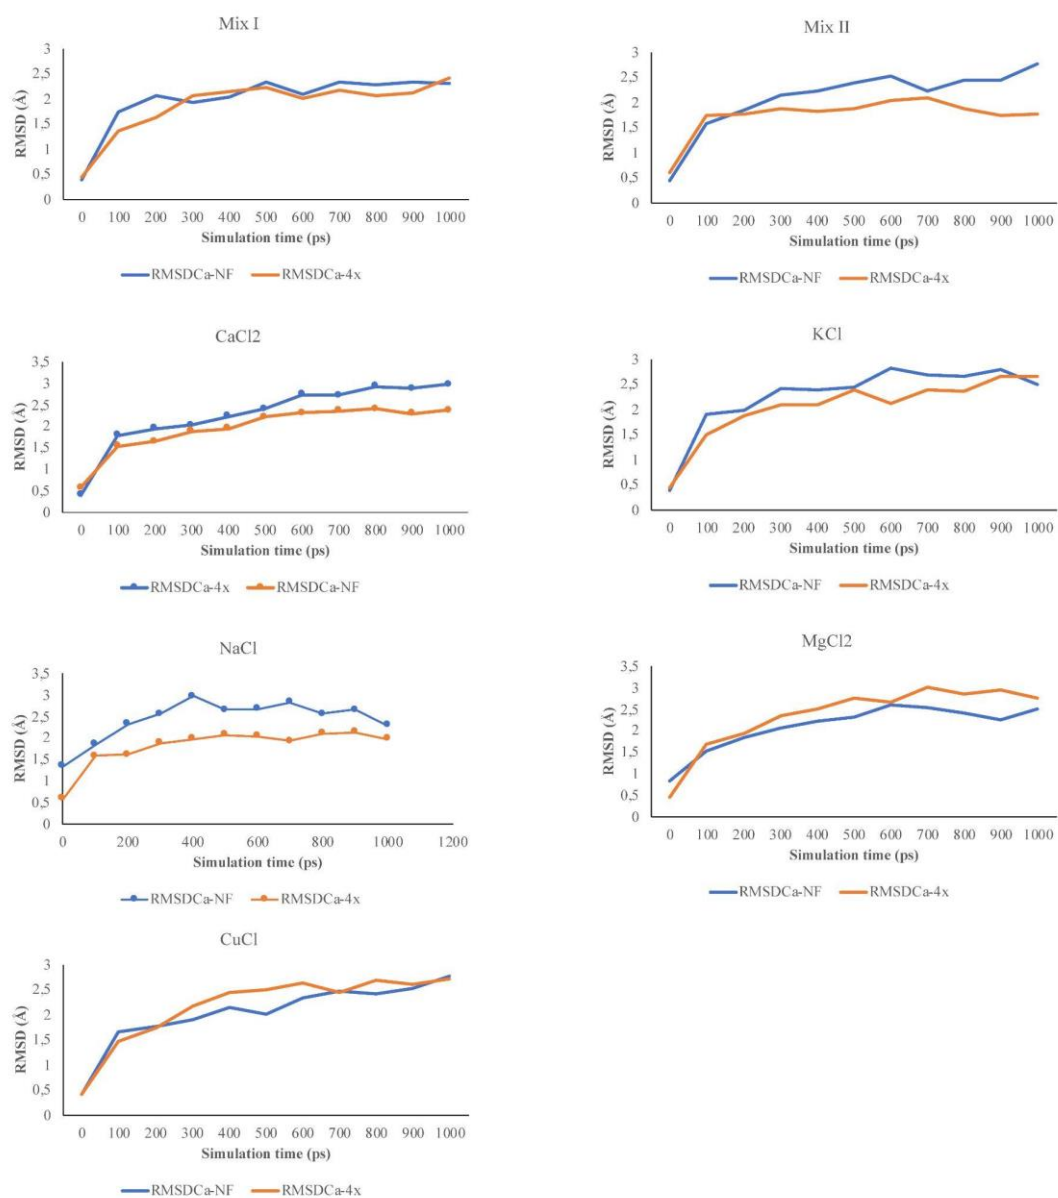 Mix I
3
2,5
2
1,5
1
0,5
0
RMSD (Å)
0 100 200 300 400 500 600 700 800 900 1000
Simulation time (ps)
RMSDCa-NF RMSDCa-4x
Mix II
3
2,5
2
1,5
1
0,5
0
RMSD (Å)
0 100 200 300 400 500 600 700 800 900 1000
Simulation time (ps)
RMSDCa-NF RMSDCa-4x
CaCl2
3,5
3
2,5
2
1,5
1
0,5
0
RMSD (Å)
0 100 200 300 400 500 600 700 800 900 1000
Simulation time (ps)
RMSDCa-4x RMSDCa-NF
KCl
3
2,5
2
1,5
1
0,5
0
RMSD (Å)
0 100 200 300 400 500 600 700 800 900 1000
Simulation time (ps)
RMSDCa-NF RMSDCa-4x
NaCl
3,5
3
2,5
2
1,5
1
0,5
0
RMSD (Å)
0 200 400 600 800 1000 1200
Simulation time (ps)
RMSDCa-NF RMSDCa-4x
MgCl2
3,5
3
2,5
2
1,5
1
0,5
0
RMSD (Å)
0 100 200 300 400 500 600 700 800 900 1000
Simulation time (ps)
RMSDCa-NF RMSDCa-4x
CuCl
3
2,5
2
1,5
1
0,5
0
RMSD (Å)
0 100 200 300 400 500 600 700 800 900 1000
Simulation time (ps)
RMSDCa-NF RMSDCa-4x